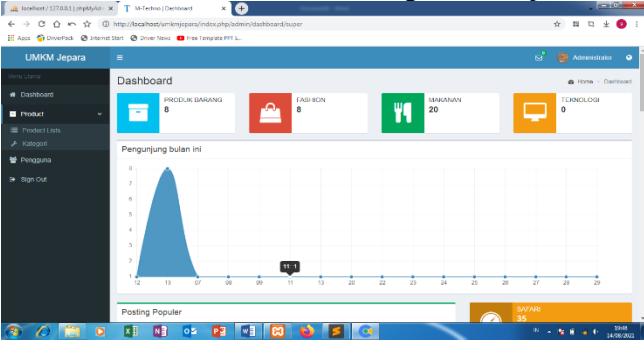 localhost / 127.0.0.1 | phpMyAd
M-Techno | Dashboard
http://localhost/umkmjepara/index.php/admin/dashboard/super
Apps
DriverPack
Internet Start
Driver News
Free Template PPT L...
UMKM Jepara
Administrator
Menu Utama
Dashboard
Product
Product Lists
Kategori
Pengguna
Sign Out
Dashboard
Home
Dashboard
PRODUK BARANG
8
FASHION
8
MAKANAN
20
TEKNOLOGI
0
Pengunjung bulan ini
8
7
6
5
4
3
2
1
11 : 1
12 13 07 08 09 11 13 20 22 23 24 25 26 27 28 29
Posting Populer
SAFARI
35
IN
19:48
14/09/2021